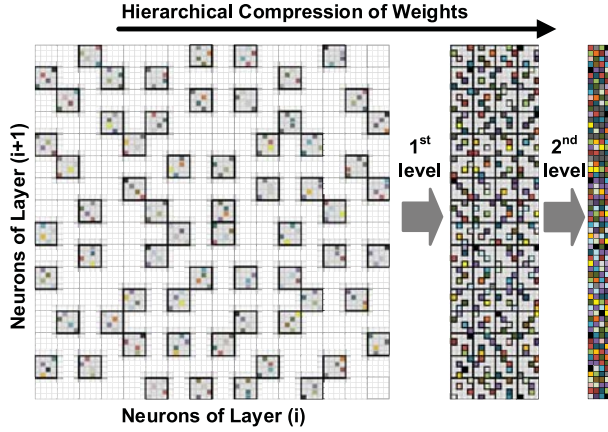 Hierarchical Compression of Weights
Neurons of Layer (i+1)
1st
level
2nd
level
Neurons of Layer (i)